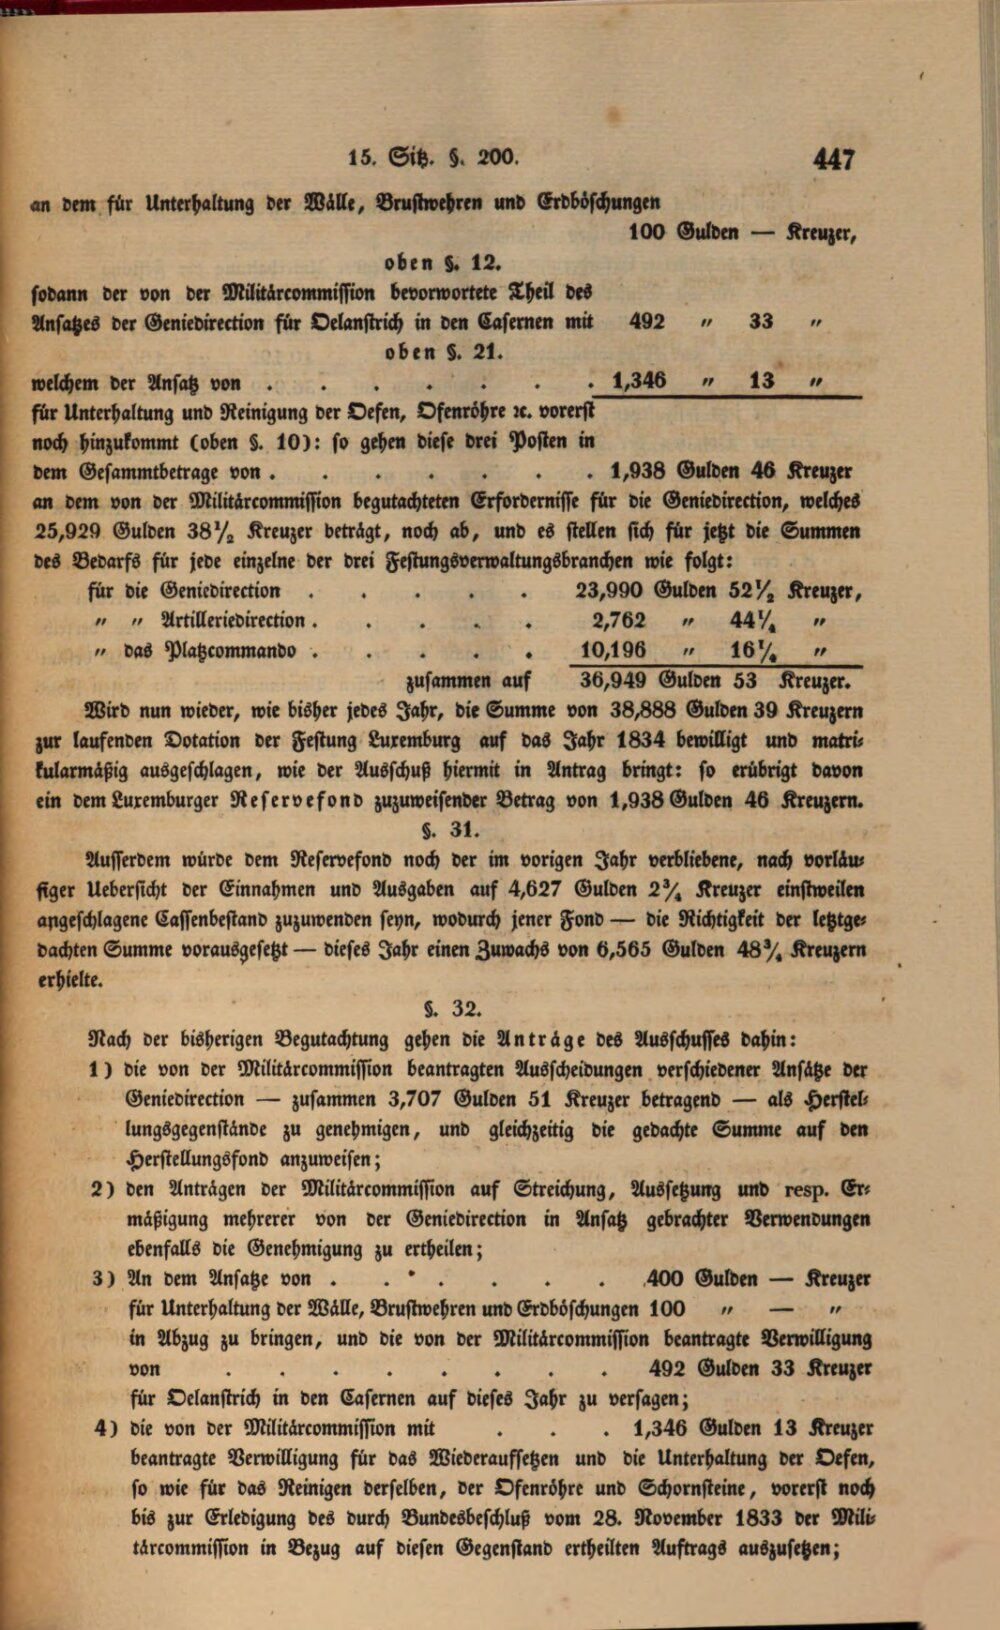 15. Sitz. §. 200. 447
an dem für Unterhaltung der Wälle, Brustwehren und Erdböschungen
100 Gulden — Kreuzer,
oben §. 12.
sodann der von der Militärcommission bevorwortete Theil des
Ansatzes der Geniedirection für Oelanstrich in den Casernen mit 492 „ 33 „
oben §. 21.
welchem der Ansatz von . . . . . . . 1,346 „ 13 „
für Unterhaltung und Reinigung der Oefen, Ofenröhre ꝛc. vorerst
noch hinzukommt (oben §. 10): so gehen diese drei Posten in
dem Gesammtbetrage von . . . . . . . 1,938 Gulden 46 Kreuzer
an dem von der Militärcommission begutachteten Erfordernisse für die Geniedirection, welches
25,929 Gulden 38½ Kreuzer beträgt, noch ab, und es stellen sich für jetzt die Summen
des Bedarfs für jede einzelne der drei Festungsverwaltungsbranchen wie folgt:
für die Geniedirection . . . . . 23,990 Gulden 52½ Kreuzer,
„ „ Artilleriedirection . . . . . 2,762 „ 44¼ „
„ das Platzcommando . . . . . 10,196 „ 16¼ „
zusammen auf 36,949 Gulden 53 Kreuzer.
Wird nun wieder, wie bisher jedes Jahr, die Summe von 38,888 Gulden 39 Kreuzern
zur laufenden Dotation der Festung Luxemburg auf das Jahr 1834 bewilligt und matri-
kularmäßig ausgeschlagen, wie der Ausschuß hiermit in Antrag bringt: so erübrigt davon
ein dem Luxemburger Reservefond zuzuweisender Betrag von 1,938 Gulden 46 Kreuzern.
§. 31.
Ausserdem würde dem Reservefond noch der im vorigen Jahr verbliebene, nach vorläu-
figer Uebersicht der Einnahmen und Ausgaben auf 4,627 Gulden 2¾ Kreuzer einstweilen
angeschlagene Cassenbestand zuzuwenden seyn, wodurch jener Fond — die Richtigkeit der letztge-
dachten Summe vorausgesetzt — dieses Jahr einen Zuwachs von 6,565 Gulden 48¾ Kreuzern
erhielte.
§. 32.
Nach der bisherigen Begutachtung gehen die Anträge des Ausschusses dahin:
1) die von der Militärcommission beantragten Ausscheidungen verschiedener Ansätze der
Geniedirection — zusammen 3,707 Gulden 51 Kreuzer betragend — als Herstel-
lungsgegenstände zu genehmigen, und gleichzeitig die gedachte Summe auf den
Herstellungsfond anzuweisen;
2) den Anträgen der Militärcommission auf Streichung, Aussetzung und resp. Er-
mäßigung mehrerer von der Geniedirection in Ansatz gebrachter Verwendungen
ebenfalls die Genehmigung zu ertheilen;
3) An dem Ansatze von . . . . . . 400 Gulden — Kreuzer
für Unterhaltung der Wälle, Brustwehren und Erdböschungen 100 „ — „
in Abzug zu bringen, und die von der Militärcommission beantragte Verwilligung
von . . . . . . . . 492 Gulden 33 Kreuzer
für Oelanstrich in den Casernen auf dieses Jahr zu versagen;
4) die von der Militärcommission mit . . . 1,346 Gulden 13 Kreuzer
beantragte Verwilligung für das Wiederaufsetzen und die Unterhaltung der Oefen,
so wie für das Reinigen derselben, der Ofenröhre und Schornsteine, vorerst noch
bis zur Erledigung des durch Bundesbeschluß vom 28. November 1833 der Mili-
tärcommission in Bezug auf diesen Gegenstand ertheilten Auftrags auszusetzen;